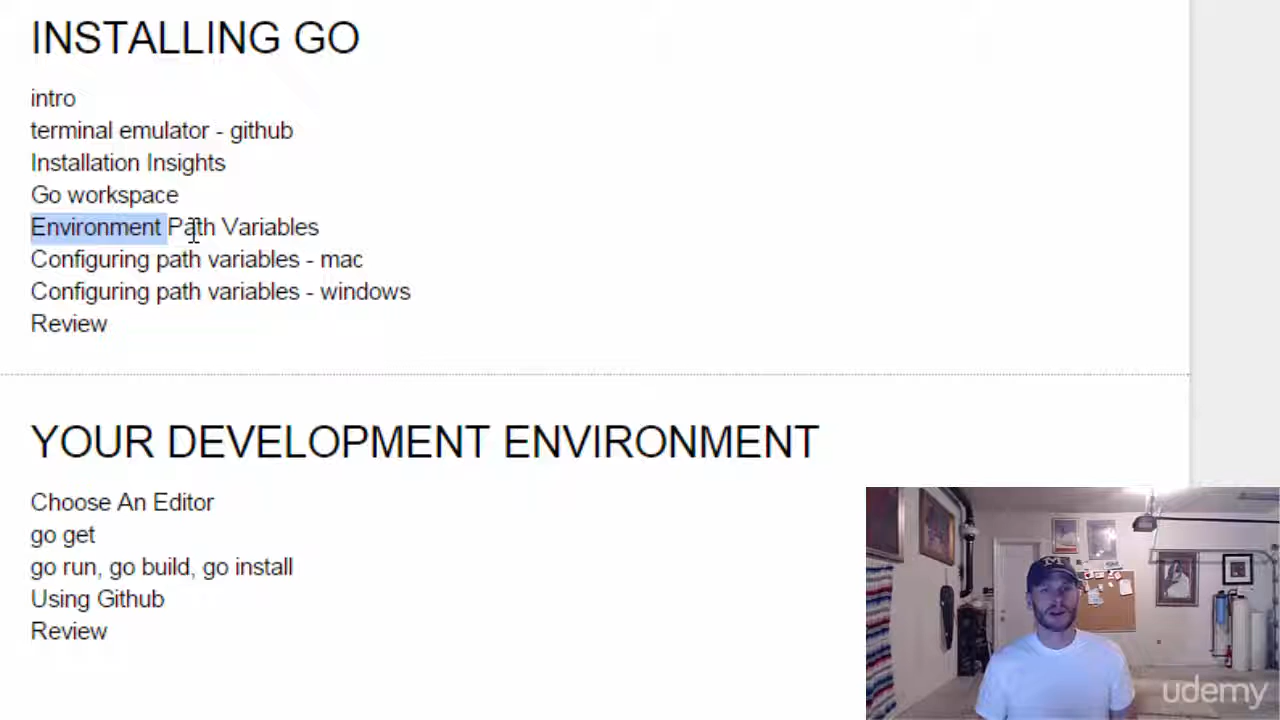 INSTALLING GO
intro
terminal emulator - github
Installation Insights
Go workspace
Environment Path Variables
Configuring path variables - mac
Configuring path variables - windows
Review
YOUR DEVELOPMENT ENVIRONMENT
Choose An Editor
go get
go run, go build, go install
Using Github
Review
M
udemy